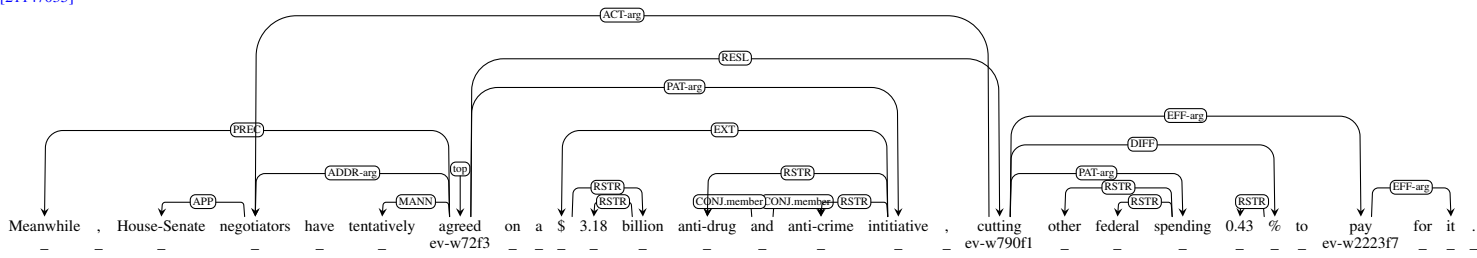 ACT-arg
RESL
PAT-arg
EFF-arg
PREC EXT
DIFF
top
ADDR-arg RSTR PAT-arg
RSTR RSTR EFF-arg
APP MANN RSTR CONJ.member CONJ.member RSTR RSTR RSTR
Meanwhile , House-Senate negotiators have tentatively agreed on a $ 3.18 billion anti-drug and anti-crime intitiative , cutting other federal spending 0.43 % to pay for it .
_ _ _ _ _ _ ev-w72f3 _ _ _ _ _ _ _ _ _ _ ev-w790f1 _ _ _ _ _ _ ev-w2223f7 _ _ _